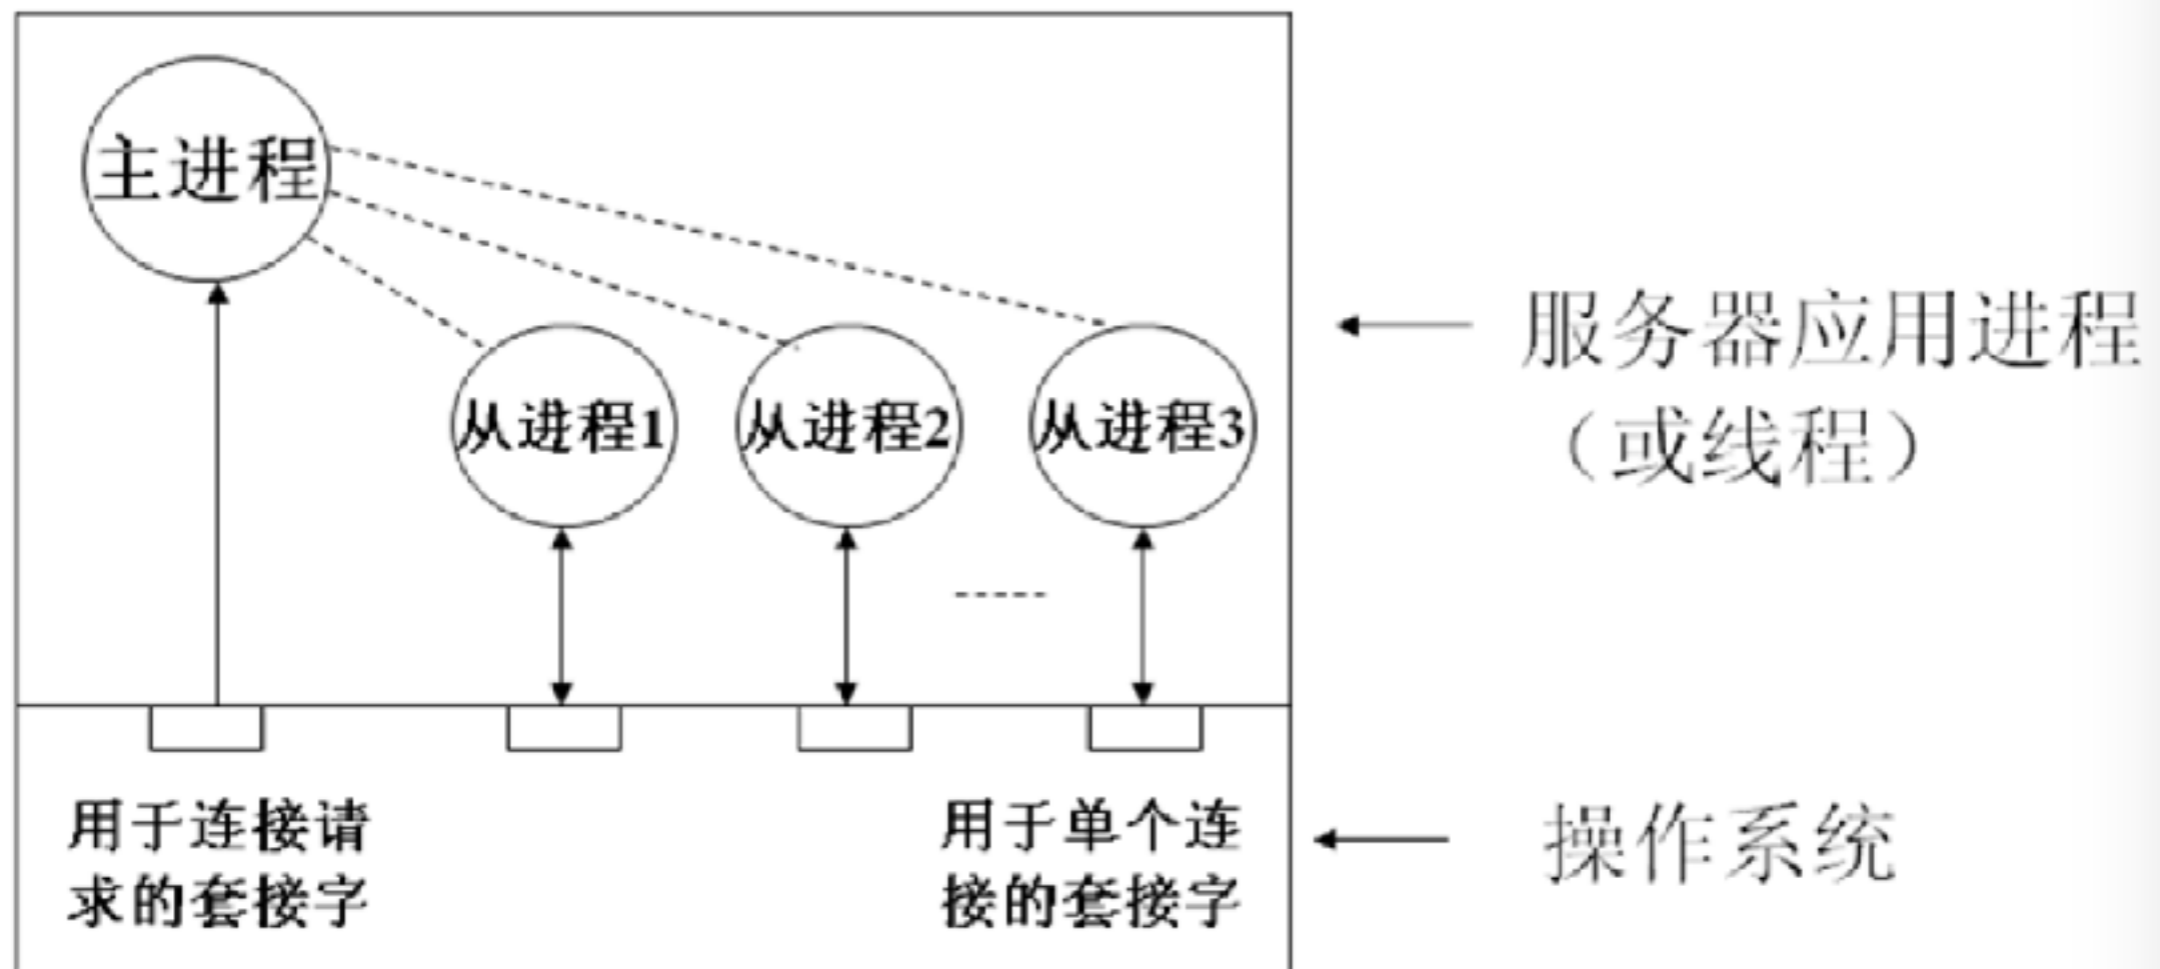 主进程
从进程1
从进程2
从进程3
服务器应用进程
（或线程）
用于连接请
求的套接字
用于单个连
接的套接字
操作系统